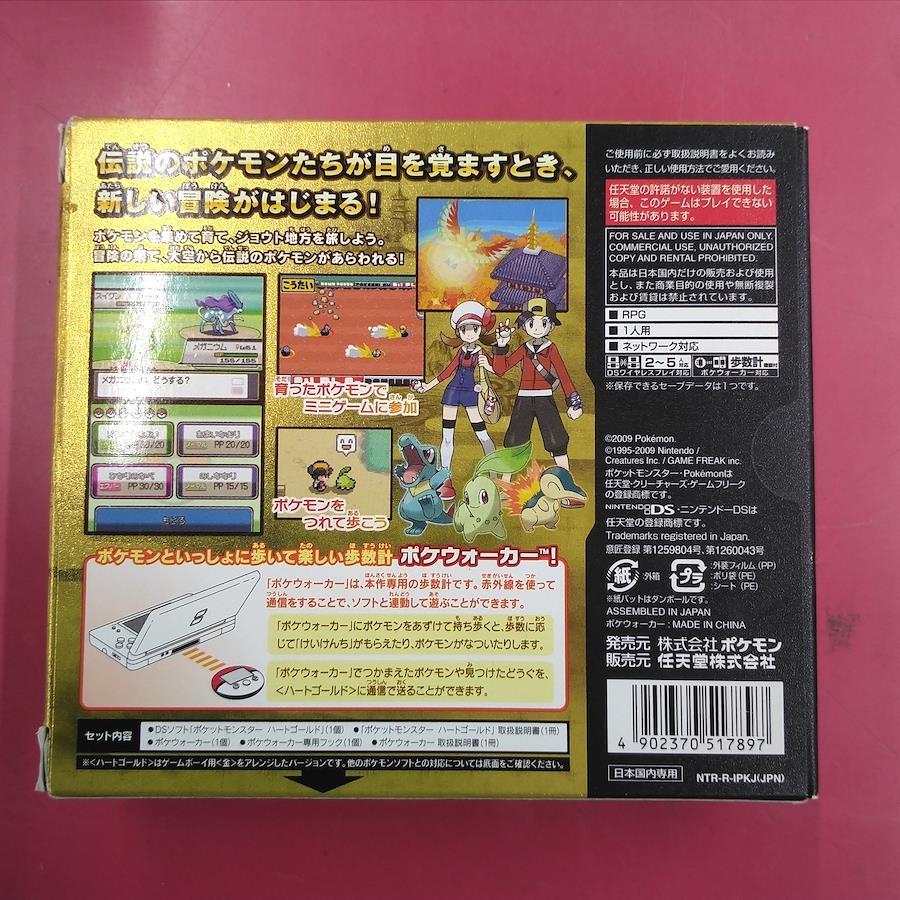 伝説のポケモンたちが目を覚ますとき、
新しい冒険がはじまる！
ポケモンを集めて育て、ジョウト地方を旅しよう。
冒険の果て、大空から伝説のポケモンがあらわれる！
スイクン
メガニウム
Lv51
155/155
メガニウムは どうする？
PP 20/20
PP 30/30
PP 15/15
もどる
こうたい
育ったポケモンで
ミニゲームに参加
ポケモンを
つれて歩こう
ポケモンといっしょに歩いて楽しい歩数計 ポケウォーカー™！
「ポケウォーカー」は、本作専用の歩数計です。赤外線を使って
通信をすることで、ソフトと連動して遊ぶことができます。
「ポケウォーカー」にポケモンをあずけて持ち歩くと、歩数に応
じて「けいけんち」がもらえたり、ポケモンがなついたりします。
「ポケウォーカー」でつかまえたポケモンや見つけたどうぐを、
<ハートゴールド>に通信で送ることができます。
セット内容
●DSソフト「ポケットモンスター ハートゴールド」(1個) ●「ポケットモンスター ハートゴールド」取扱説明書(1冊)
●ポケウォーカー(1個) ●ポケウォーカー専用フック(1個) ●ポケウォーカー 取扱説明書(1冊)
※<ハートゴールド>はゲームボーイ用<金>をアレンジしたバージョンです。他のポケモンソフトとの対応については底面をご確認ください。
ご使用前に必ず取扱説明書をよくお読み
いただき、正しい使用方法でご愛用ください。
任天堂の許諾がない装置を使用した
場合、このゲームはプレイできない
可能性があります。
FOR SALE AND USE IN JAPAN ONLY.
COMMERCIAL USE, UNAUTHORIZED
COPY AND RENTAL PROHIBITED.
本品は日本国内だけの販売および使用
とし、また商業目的の使用や無断複製
および賃貸は禁止されています。
■ RPG
■ 1人用
■ ネットワーク対応
2～5人対応
DSワイヤレスプレイ対応
歩数計
ポケウォーカー対応
※保存できるセーブデータは1つです。
©2009 Pokémon.
©1995-2009 Nintendo /
Creatures Inc. / GAME FREAK inc.
ポケットモンスター・Pokémonは
任天堂・クリーチャーズ・ゲームフリーク
の登録商標です。
NINTENDO DS・ニンテンドーDSは
任天堂の登録商標です。
Trademarks registered in Japan.
意匠登録 第1259804号、第1260043号
紙 :外箱
プラ :外装フィルム (PP)
:ポリ袋 (PE)
:シート (PE)
※紙パットはダンボールです。
ASSEMBLED IN JAPAN
ポケウォーカー : MADE IN CHINA
発売元 株式会社ポケモン
販売元 任天堂株式会社
4 902370 517897
日本国内専用
NTR-R-IPKJ(JPN)